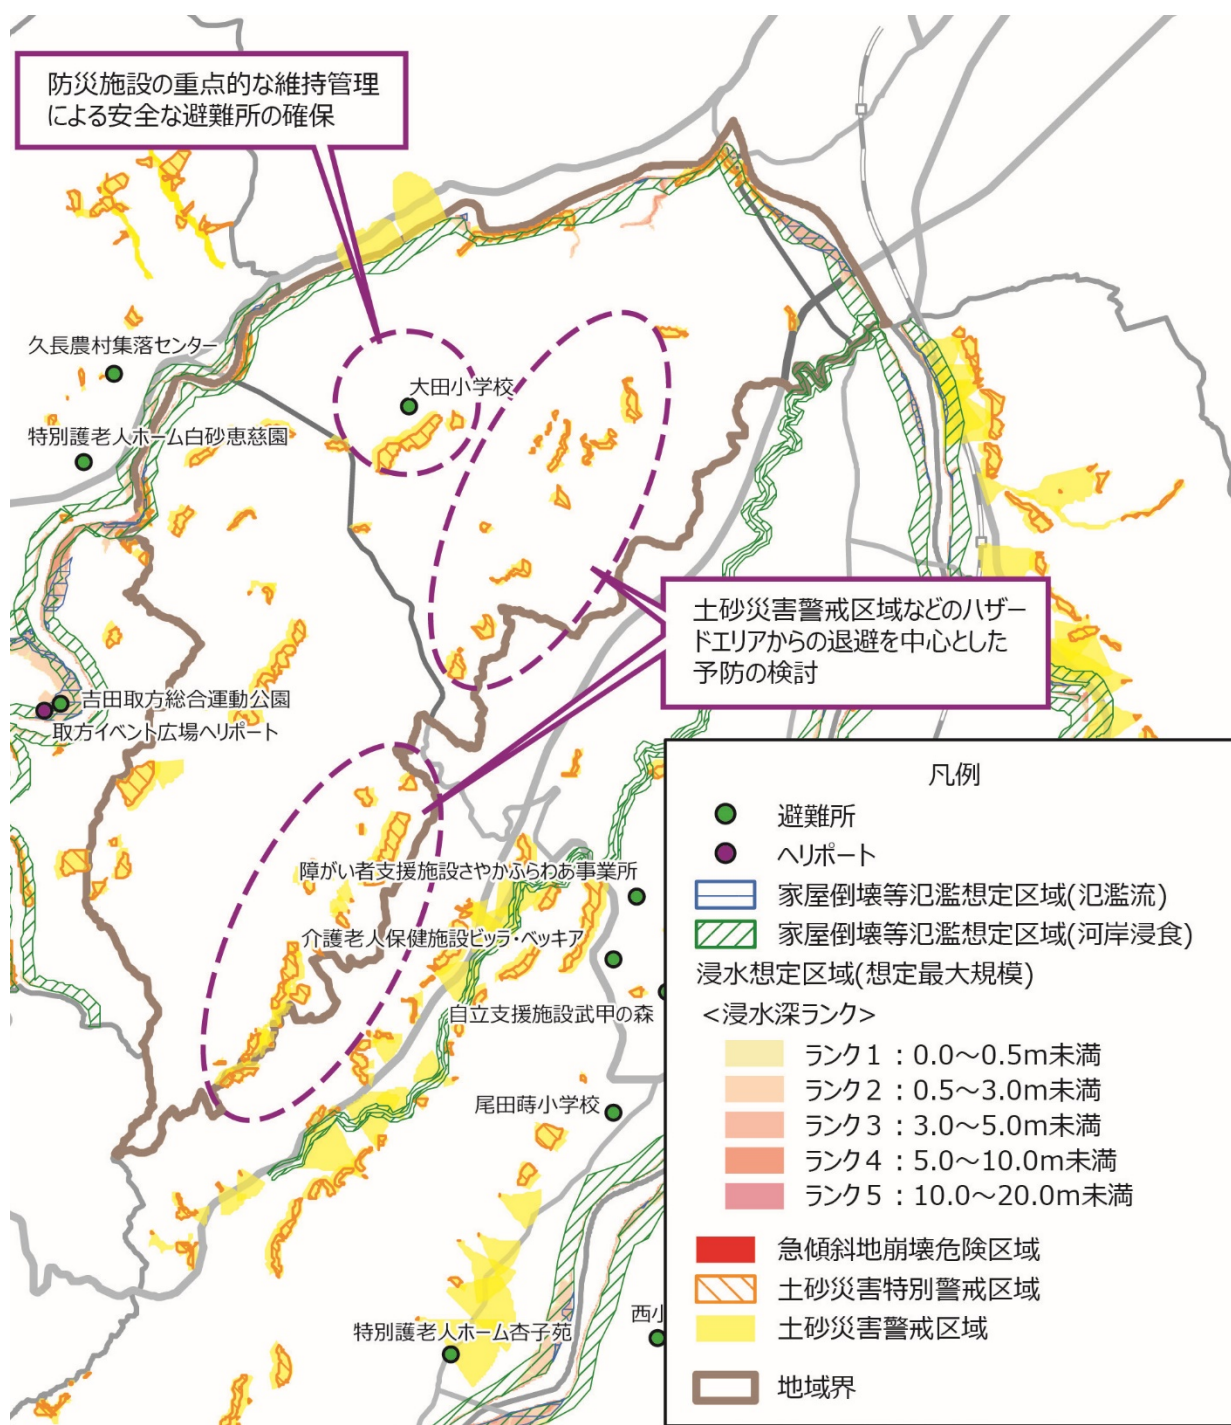 防災施設の重点的な維持管理
による安全な避難所の確保
久長農村集落センター
大田小学校
特別護老人ホーム白砂恵慈園
土砂災害警戒区域などのハザー
ドエリアからの退避を中心とした
予防の検討
吉田取方総合運動公園
取方イベント広場ヘリポート
障がい者支援施設さやかふらわあ事業所
介護老人保健施設ビッラ・ベッキア
自立支援施設武甲の森
尾田蒔小学校
特別護老人ホーム杏子苑
西小
凡例
避難所
ヘリポート
家屋倒壊等氾濫想定区域(氾濫流)
家屋倒壊等氾濫想定区域(河岸浸食)
浸水想定区域(想定最大規模)
<浸水深ランク>
ランク1 : 0.0～0.5m未満
ランク2 : 0.5～3.0m未満
ランク3 : 3.0～5.0m未満
ランク4 : 5.0～10.0m未満
ランク5 : 10.0～20.0m未満
急傾斜地崩壊危険区域
土砂災害特別警戒区域
土砂災害警戒区域
地域界